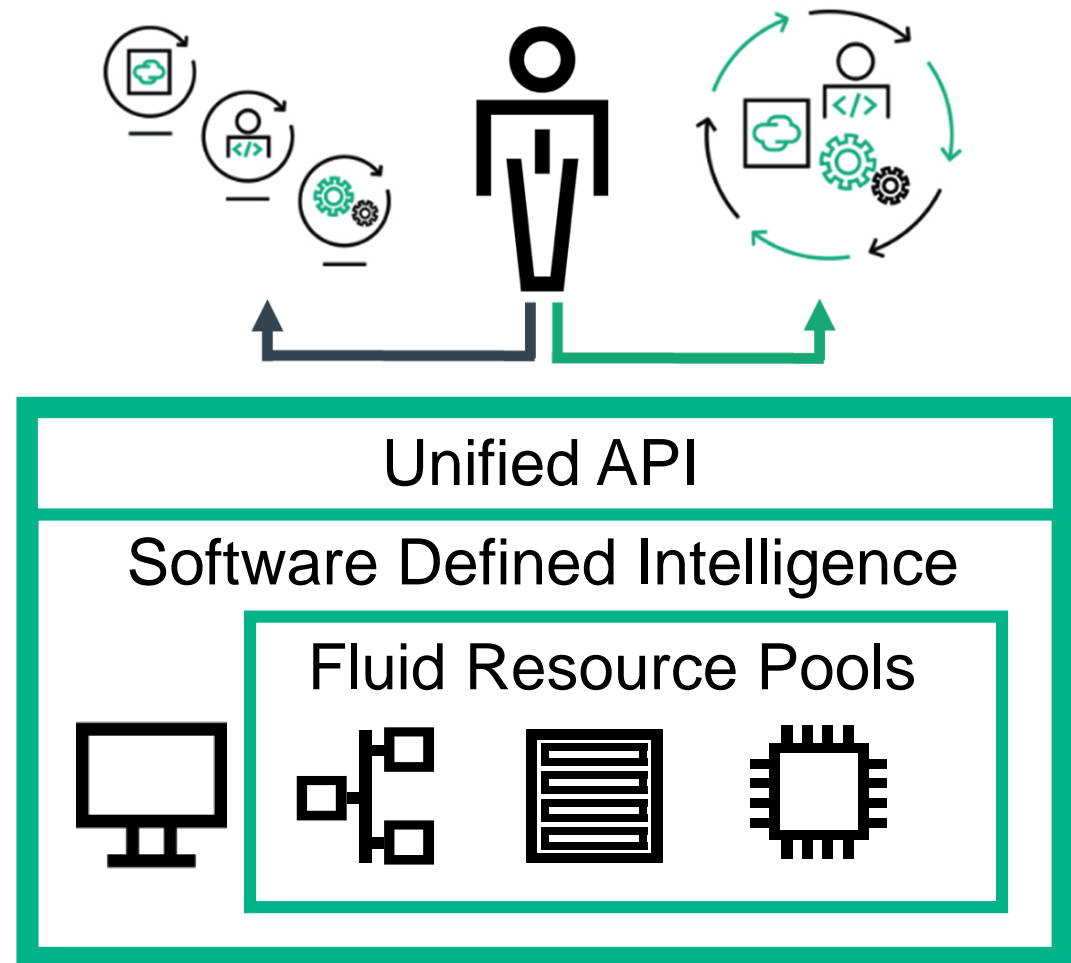 </>
</>
Unified API
Software Defined Intelligence
Fluid Resource Pools